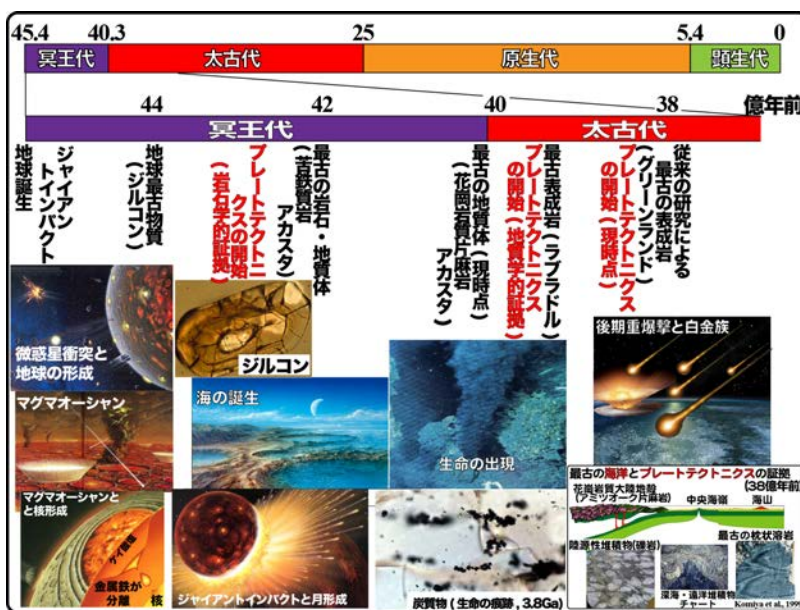 45.4 40.3 25 5.4 0
冥王代 太古代 原生代 顕生代
44 42 40 38 億年前
冥王代 太古代
地球誕生
ジャイアン
トインパクト
地球最古物質
(ジルコン)
プレートテクトニ
クスの開始
(岩石学的証拠)
最古の岩石・地質体
(苦鉄質岩
アカスタ)
最古の地質体(現時点)
(花崗岩質片麻岩
アカスタ)
最古表成岩(ラブラドル)
プレートテクトニクス
の開始(地質学的証拠)
従来の研究による
最古の表成岩
(グリーンランド)
プレートテクトニクス
の開始(現時点)
微惑星衝突と
地球の形成
ジルコン
後期重爆撃と白金族
マグマオーシャン
海の誕生
生命の出現
マグマオーシャンと
と核形成
ケイ酸塩
金属鉄が
分離
核
ジャイアントインパクトと月形成
炭質物(生命の痕跡, 3.8Ga)
最古の海洋とプレートテクトニクスの証拠
(38億年前)
花崗岩質大陸地殻
(アミツオーク片麻岩)
中央海嶺
海山
陸源性堆積物(礫岩)
最古の枕状溶岩
深海・遠洋堆積物
チャート
Komiya et al., 199